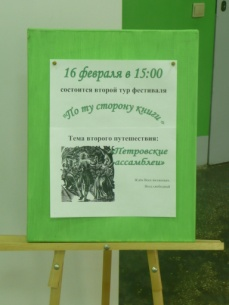 16 февраля в 15:00
состоится второй тур фестиваля
"По ту сторону книги"
Тема второго путешествия:
«Петровские
ассамблеи»